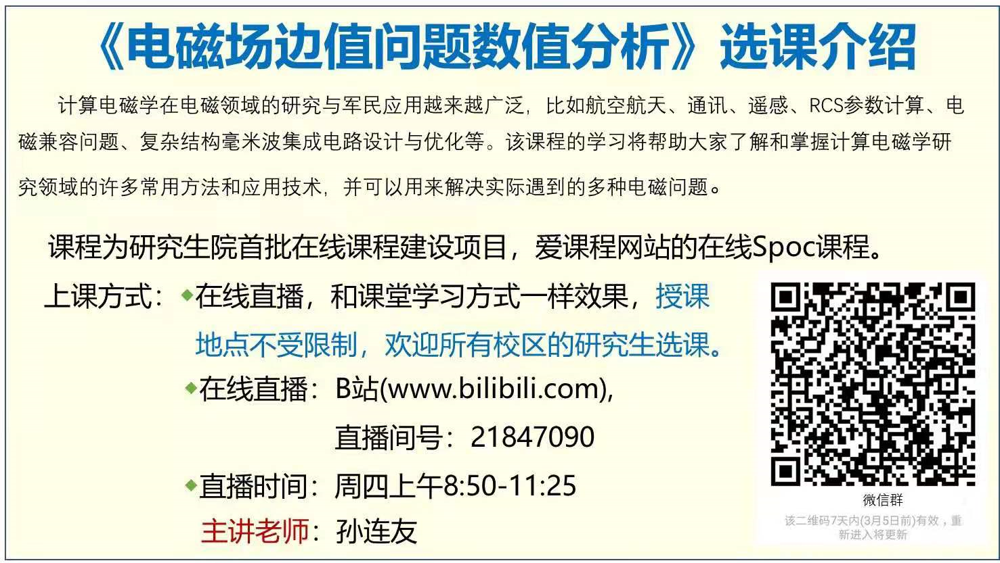 《电磁场边值问题数值分析》选课介绍
计算电磁学在电磁领域的研究与军民应用越来越广泛，比如航空航天、通讯、遥感、RCS参数计算、电
磁兼容问题、复杂结构毫米波集成电路设计与优化等。该课程的学习将帮助大家了解和掌握计算电磁学研
究领域的许多常用方法和应用技术，并可以用来解决实际遇到的多种电磁问题。
课程为研究生院首批在线课程建设项目，爱课程网站的在线Spoc课程。
上课方式：◆在线直播，和课堂学习方式一样效果，授课
地点不受限制，欢迎所有校区的研究生选课。
◆在线直播：B站(www.bilibili.com),
直播间号：21847090
◆直播时间：周四上午8:50-11:25
主讲老师：孙连友
微信群
该二维码7天内(3月5日前)有效，重
新进入将更新